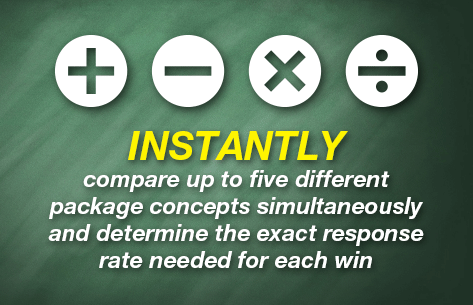 + − × ÷
INSTANTLY
compare up to five different
package concepts simultaneously
and determine the exact response
rate needed for each win